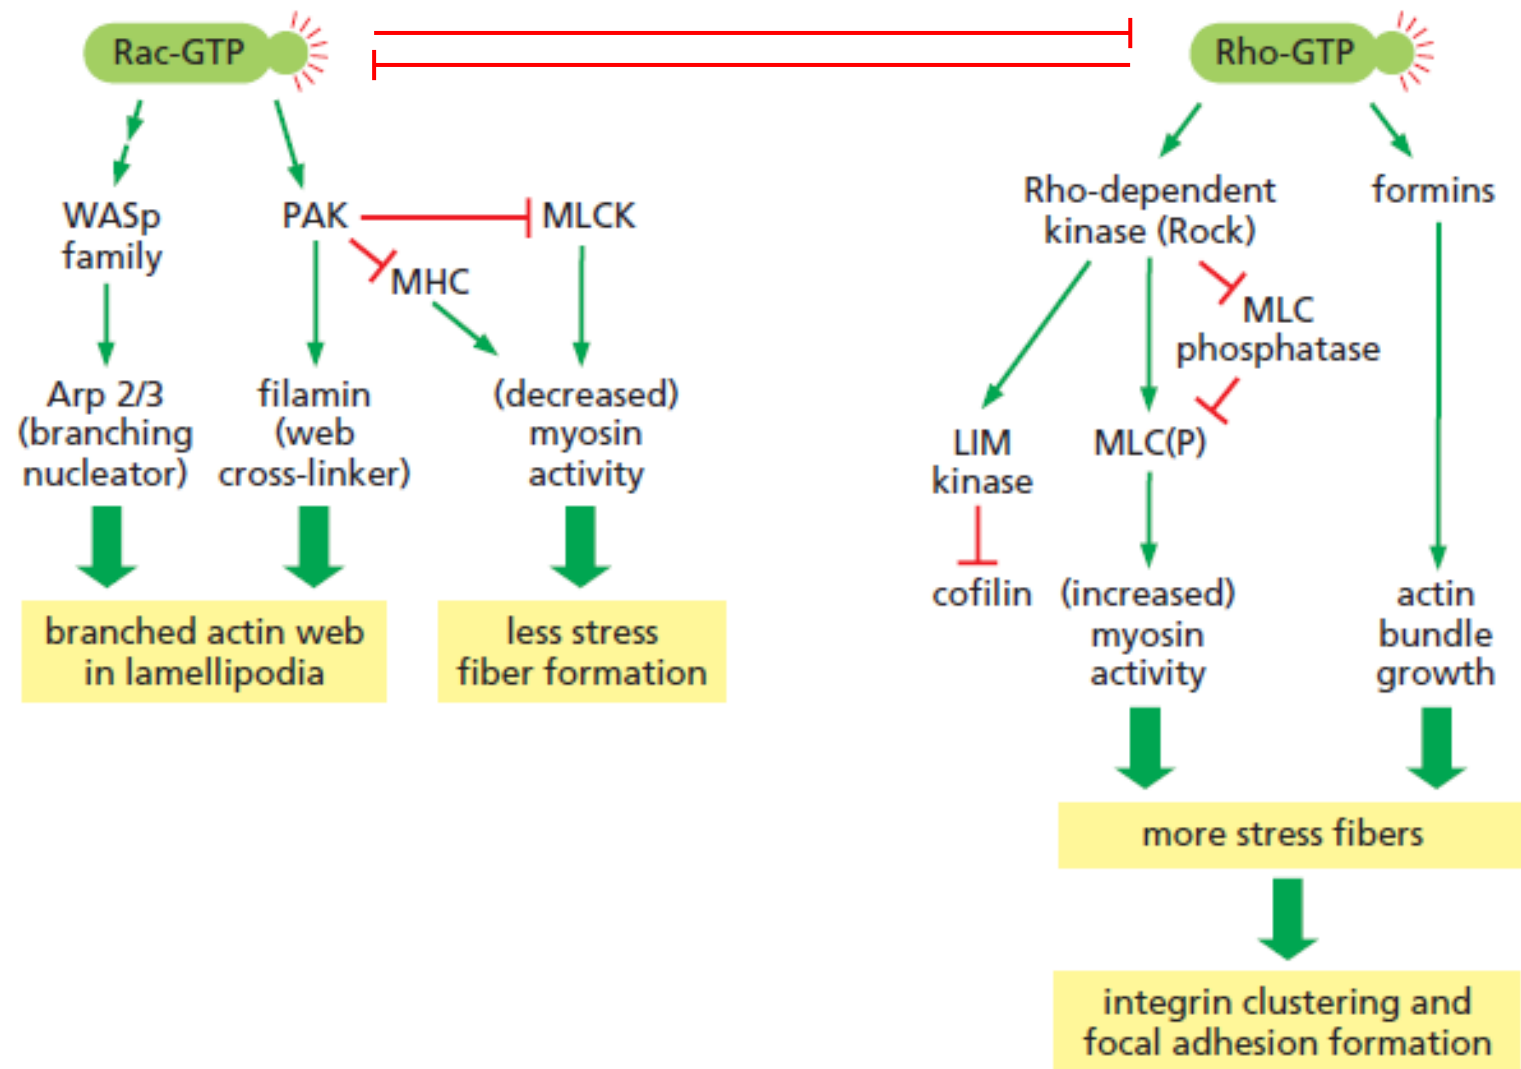 Rac-GTP
Rho-GTP
WASp
family
PAK
MLCK
MHC
Arp 2/3
(branching
nucleator)
filamin
(web
cross-linker)
(decreased)
myosin
activity
branched actin web
in lamellipodia
less stress
fiber formation
Rho-dependent
kinase (Rock)
formins
MLC
phosphatase
LIM
kinase
MLC(P)
cofilin
(increased)
myosin
activity
actin
bundle
growth
more stress fibers
integrin clustering and
focal adhesion formation